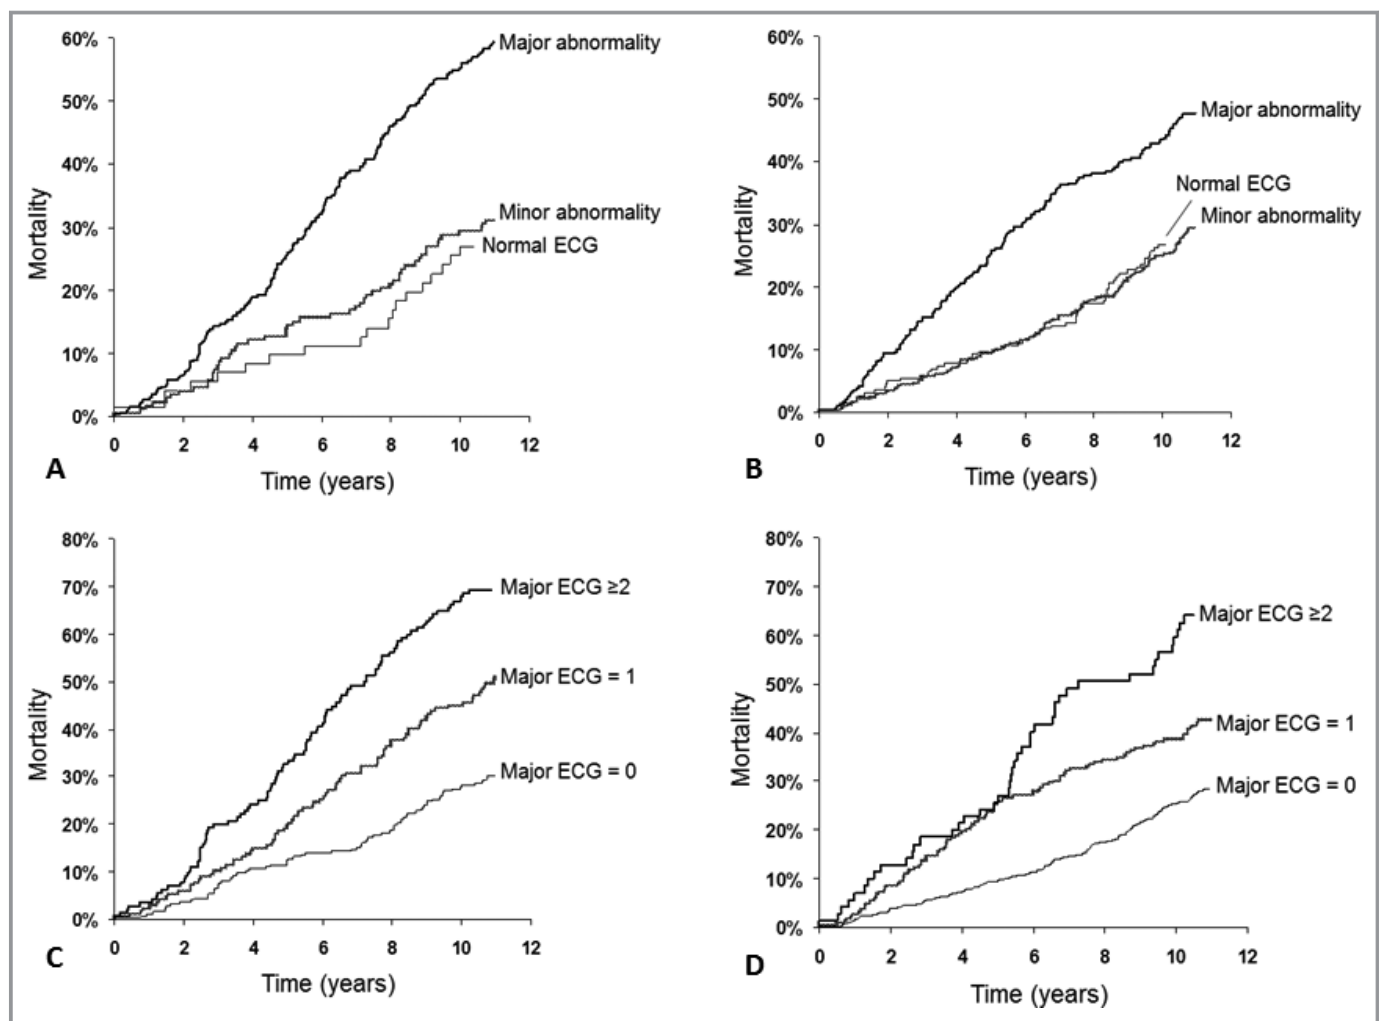 60%
50%
40%
30%
20%
10%
0%
Mortality
Major abnormality
Minor abnormality
Normal ECG
0 2 4 6 8 10 12
Time (years)
A
60%
50%
40%
30%
20%
10%
0%
Mortality
Major abnormality
Normal ECG
Minor abnormality
0 2 4 6 8 10 12
Time (years)
B
80%
70%
60%
50%
40%
30%
20%
10%
0%
Mortality
Major ECG ≥2
Major ECG = 1
Major ECG = 0
0 2 4 6 8 10 12
Time (years)
C
80%
70%
60%
50%
40%
30%
20%
10%
0%
Mortality
Major ECG ≥2
Major ECG = 1
Major ECG = 0
0 2 4 6 8 10 12
Time (years)
D